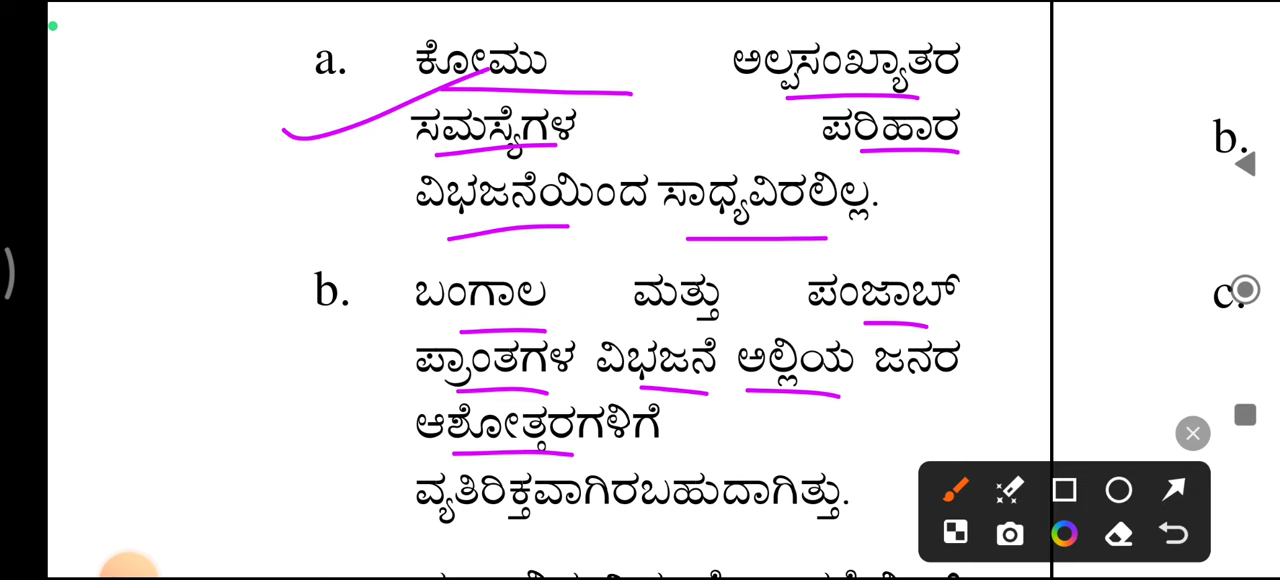 a. ಕೋಮು ಅಲ್ಪಸಂಖ್ಯಾತರ
ಸಮಸ್ಯೆಗಳ ಪರಿಹಾರ
ವಿಭಜನೆಯಿಂದ ಸಾಧ್ಯವಿರಲಿಲ್ಲ.
b. ಬಂಗಾಲ ಮತ್ತು ಪಂಜಾಬ್
ಪ್ರಾಂತಗಳ ವಿಭಜನೆ ಅಲ್ಲಿಯ ಜನರ
ಆಶೋತ್ತರಗಳಿಗೆ
ವ್ಯತಿರಿಕ್ತವಾಗಿರಬಹುದಾಗಿತ್ತು.
b.
c.